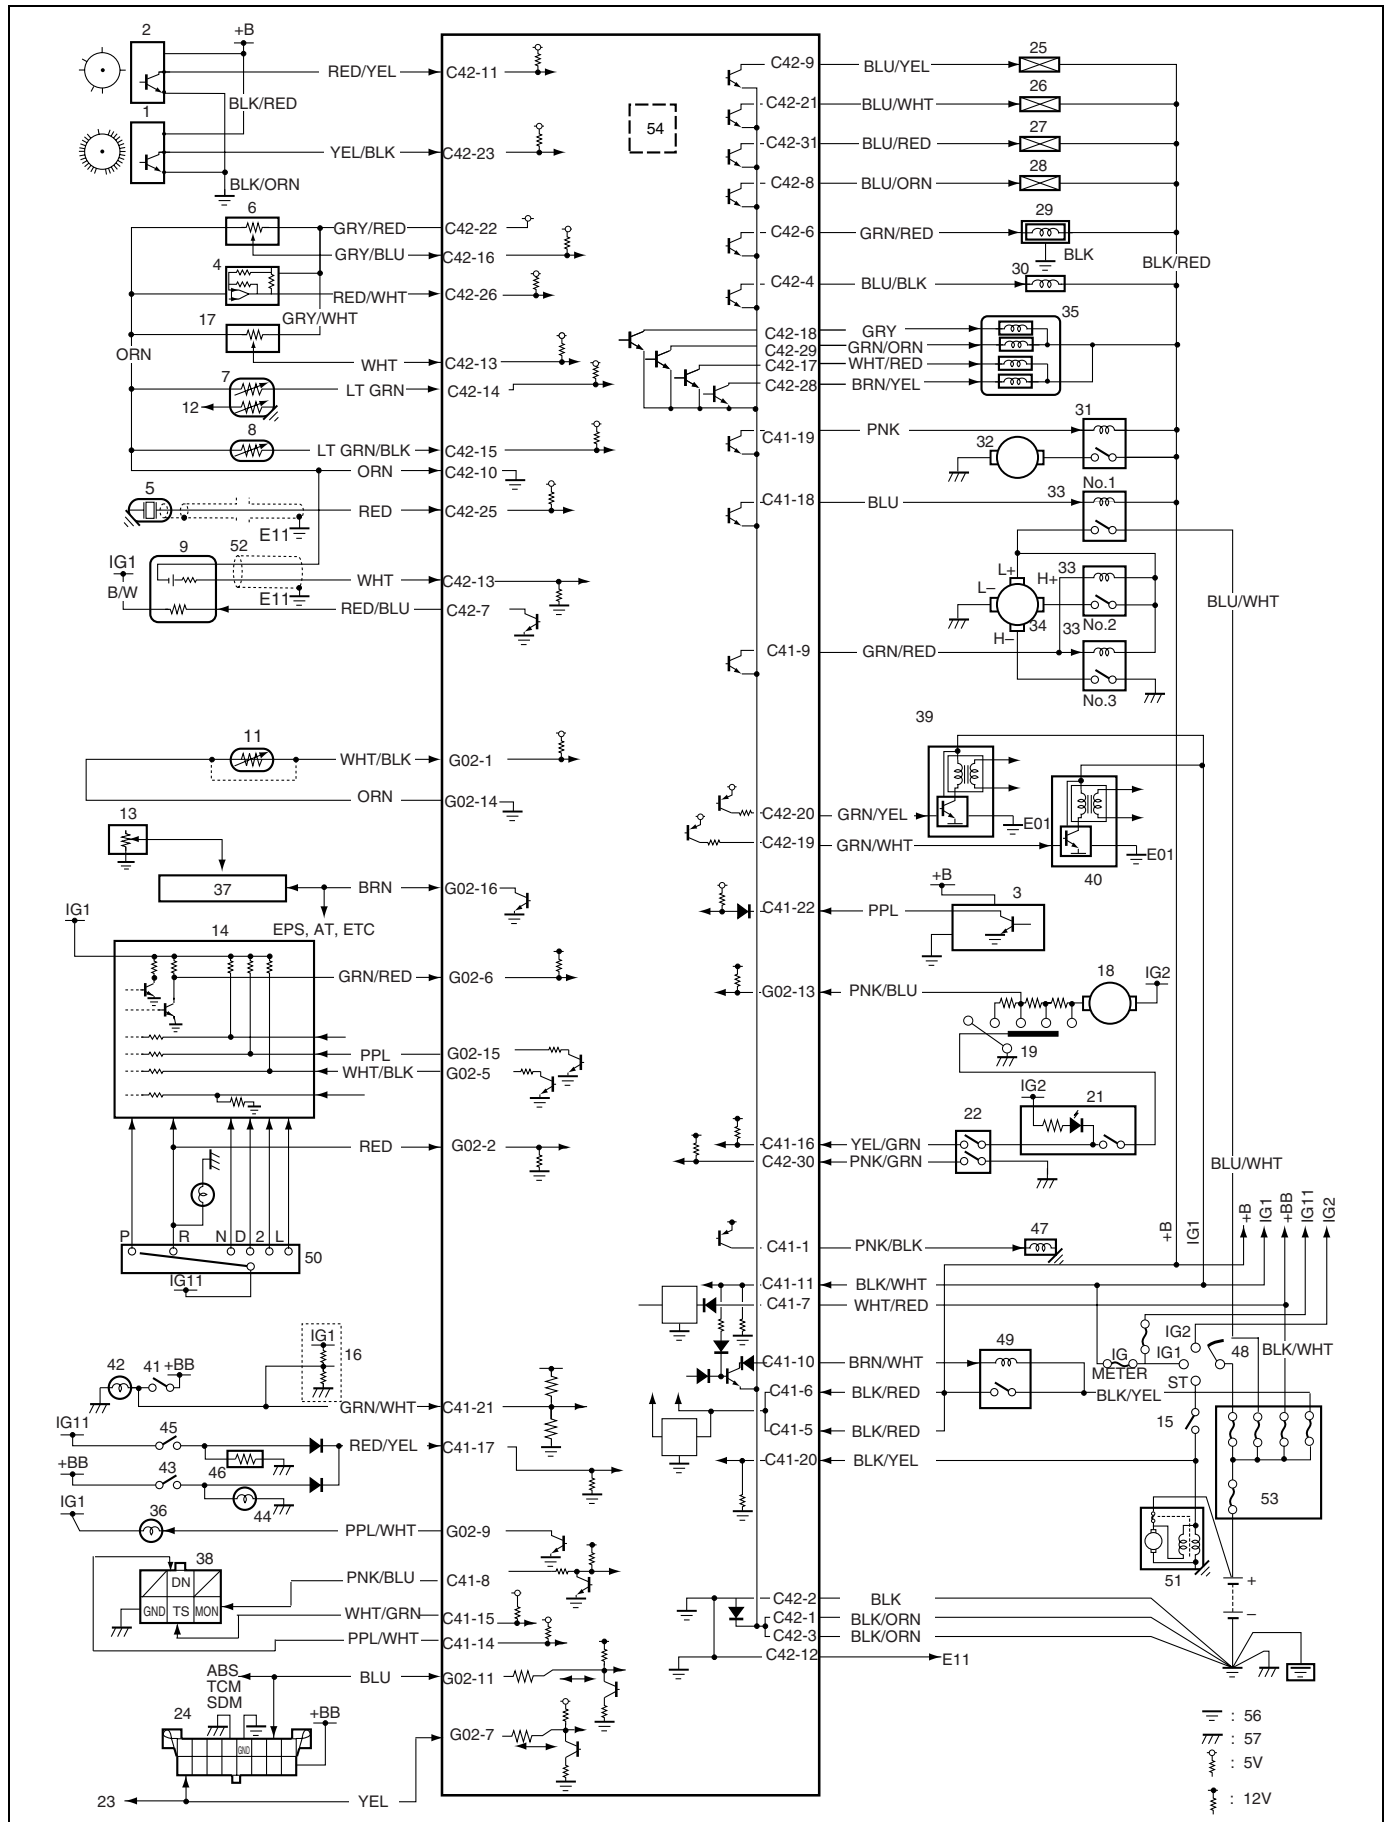 2
+B
RED/YEL
C42-11
BLK/RED
1
YEL/BLK
C42-23
BLK/ORN
6
GRY/RED
C42-22
GRY/BLU
C42-16
4
RED/WHT
C42-26
GRY/WHT
17
ORN
WHT
C42-13
7
LT GRN
C42-14
12
8
LT GRN/BLK
C42-15
ORN
C42-10
5
RED
C42-25
E11
9
52
IG1
B/W
WHT
C42-13
E11
RED/BLU
C42-7
11
WHT/BLK
G02-1
ORN
G02-14
13
37
BRN
G02-16
EPS, AT, ETC
IG1
14
GRN/RED
G02-6
PPL
G02-15
WHT/BLK
G02-5
RED
G02-2
P
R
N
D
2
L
50
IG11
IG1
16
42
41
+BB
GRN/WHT
C41-21
IG11
45
RED/YEL
C41-17
46
+BB
43
44
IG1
36
PPL/WHT
G02-9
38
DN
GND
TS
MON
PNK/BLU
C41-8
WHT/GRN
C41-15
PPL/WHT
C41-14
ABS
TCM
SDM
BLU
G02-11
24
+BB
GND
G02-7
23
YEL
54
C42-9
BLU/YEL
25
C42-21
BLU/WHT
26
C42-31
BLU/RED
27
C42-8
BLU/ORN
28
C42-6
GRN/RED
29
BLK
BLK/RED
C42-4
BLU/BLK
30
35
C42-18
GRY
C42-29
GRN/ORN
C42-17
WHT/RED
C42-28
BRN/YEL
C41-19
PNK
31
32
No.1
C41-18
BLU
33
L+
L–
H+
33
34
H–
No.2
33
BLU/WHT
C41-9
GRN/RED
No.3
39
C42-20
GRN/YEL
E01
C42-19
GRN/WHT
E01
40
+B
3
C41-22
PPL
18
IG2
G02-13
PNK/BLU
19
IG2
21
22
C41-16
YEL/GRN
C42-30
PNK/GRN
BLU/WHT
+B
IG1
+B
IG1
+BB
IG11
IG2
47
C41-1
PNK/BLK
C41-11
BLK/WHT
C41-7
WHT/RED
49
IG2
IG1
48
BLK/WHT
IG
METER
ST
C41-10
BRN/WHT
C41-6
BLK/RED
BLK/YEL
C41-5
BLK/RED
15
C41-20
BLK/YEL
53
51
+
–
C42-2
BLK
C42-1
BLK/ORN
C42-3
BLK/ORN
C42-12
E11
: 56
: 57
: 5V
: 12V